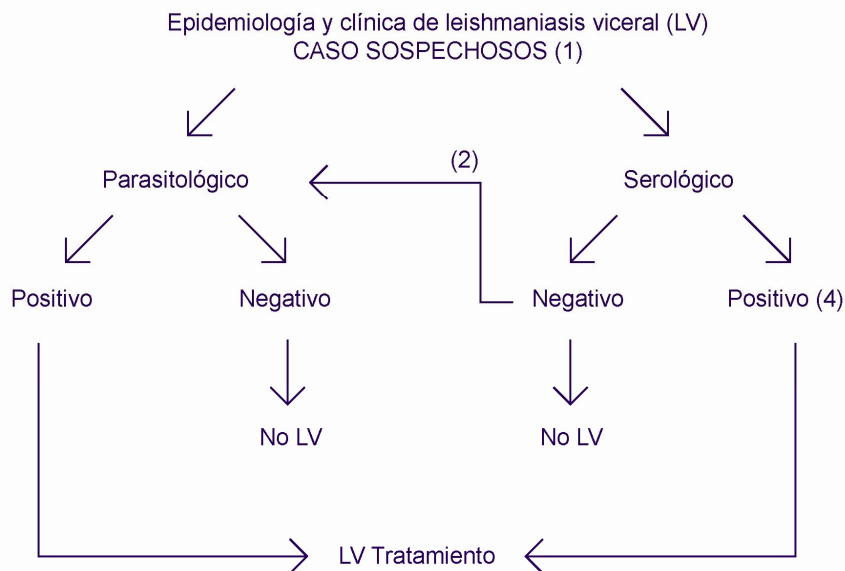 Epidemiología y clínica de leishmaniasis viceral (LV)
CASO SOSPECHOSOS (1)
(2)
Parasitológico
Serológico
Positivo
Negativo
Negativo
Positivo (4)
No LV
No LV
LV Tratamiento